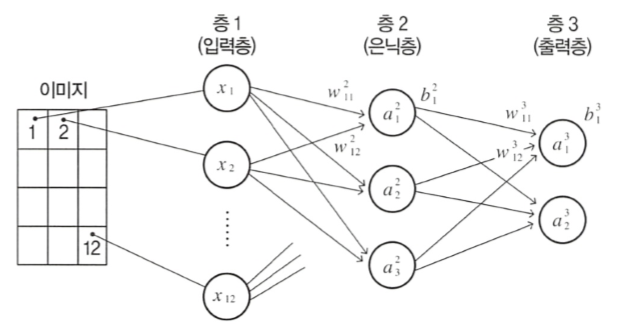 층 1
(입력층)
층 2
(은닉층)
층 3
(출력층)
이미지
1 2
12
x₁
x₂
x₁₂
w²₁₁
w²₁₂
b²₁
a²₁
a²₂
a²₃
w³₁₁
w³₁₂
b³₁
a³₁
a³₂